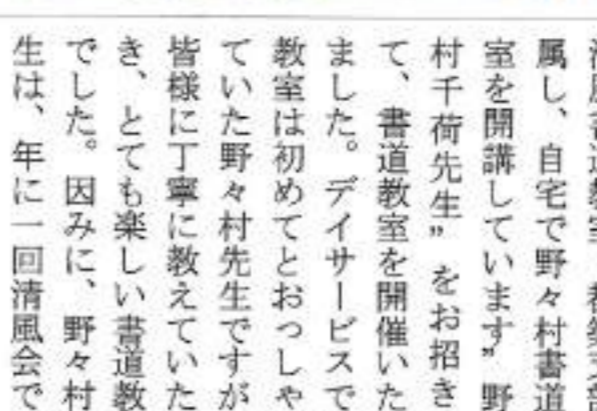 属し、自宅で野々村書道
室を開講しています”野
村千荷先生”をお招き
て、書道教室を開催いた
ました。デイサービスで
教室は初めてとおっしゃ
ていた野々村先生ですが
皆様に丁寧に教えていた
き、とても楽しい書道教
でした。因みに、野々村
生は、年に一回清風会で